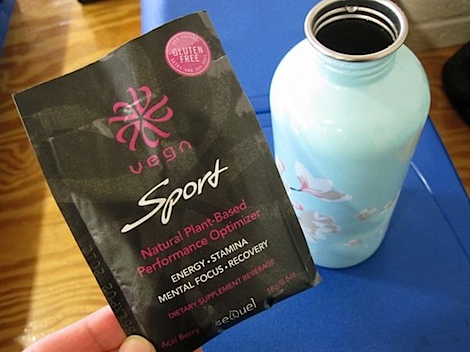 GLUTEN
FREE
vega
Sport
Natural Plant-Based
Performance Optimizer
ENERGY • STAMINA
MENTAL FOCUS • RECOVERY
DIETARY SUPPLEMENT BEVERAGE
Açai Berry
sequel